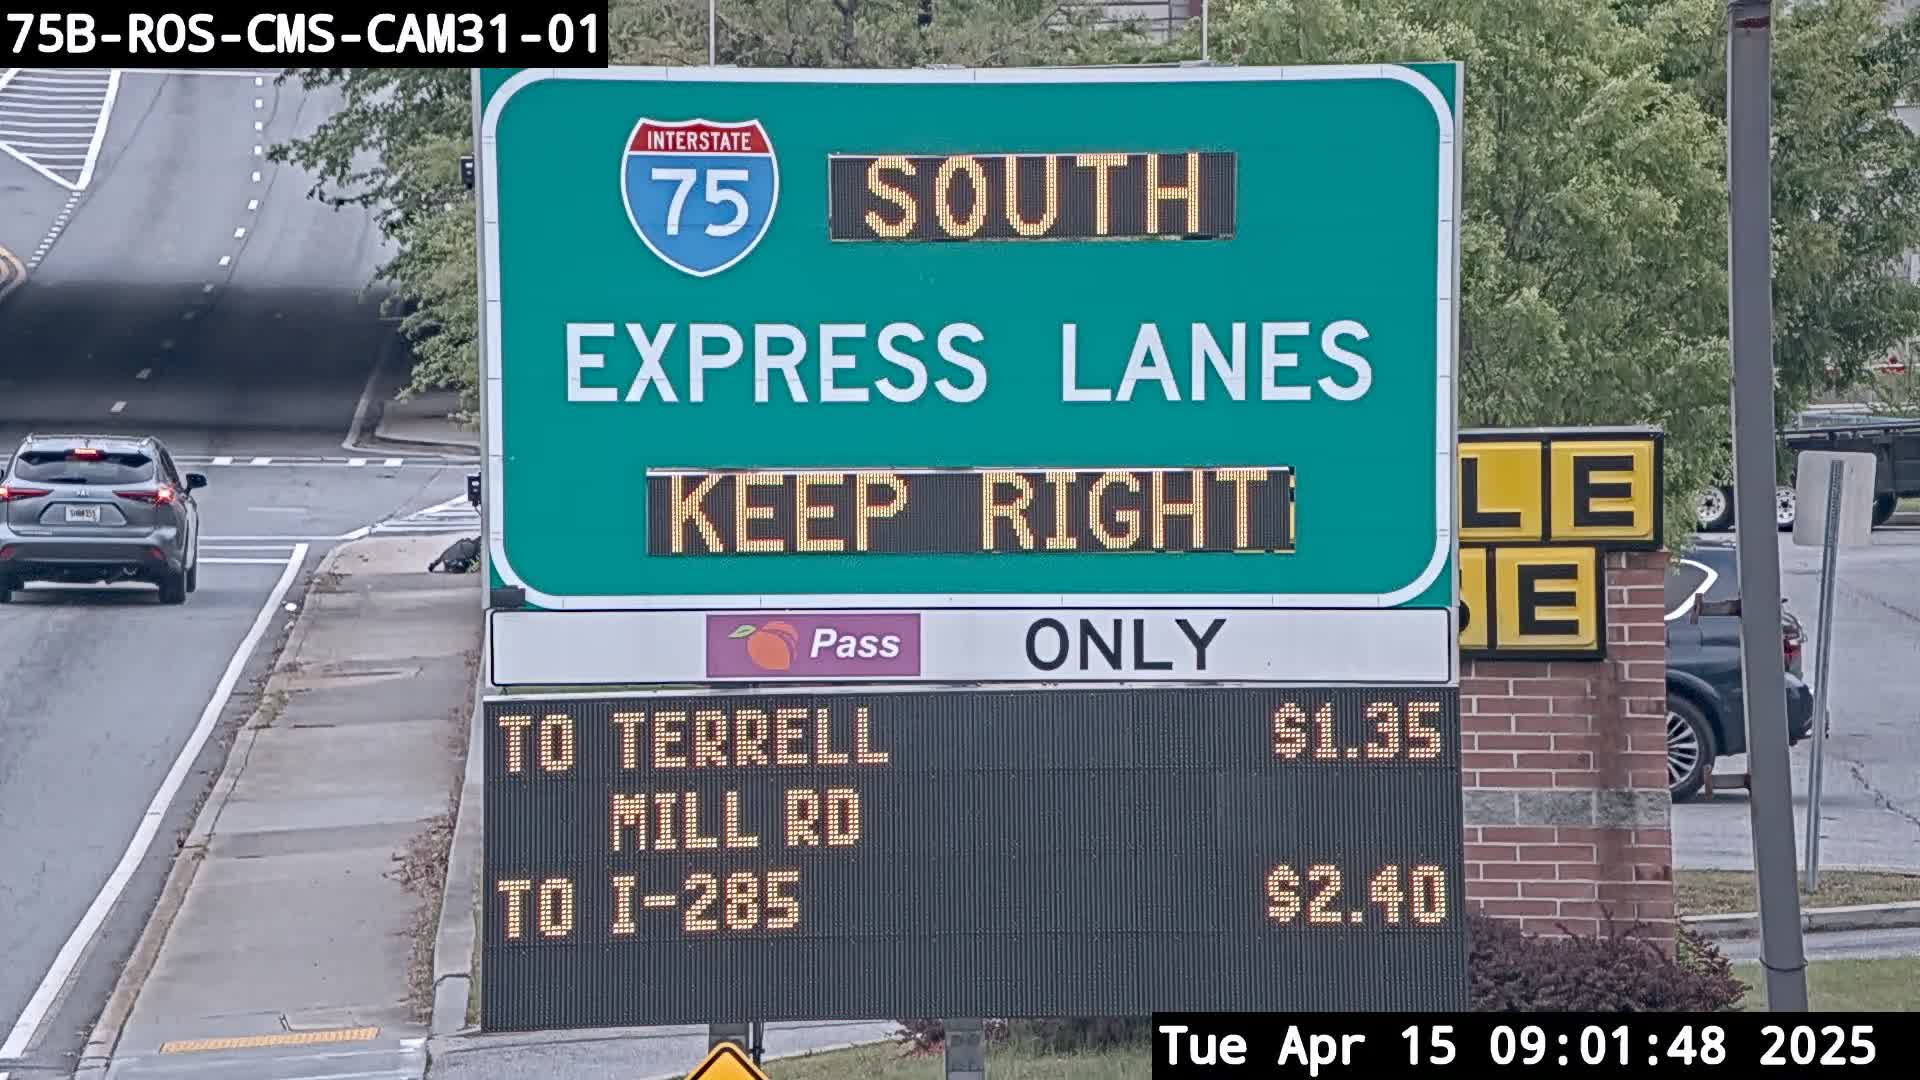 75B-ROS-CMS-CAM31-01
INTERSTATE
75
SOUTH
EXPRESS LANES
KEEP RIGHT
Pass ONLY
TO TERRELL $1.35
MILL RD
TO I-285 $2.40
LE
E
Tue Apr 15 09:01:48 2025